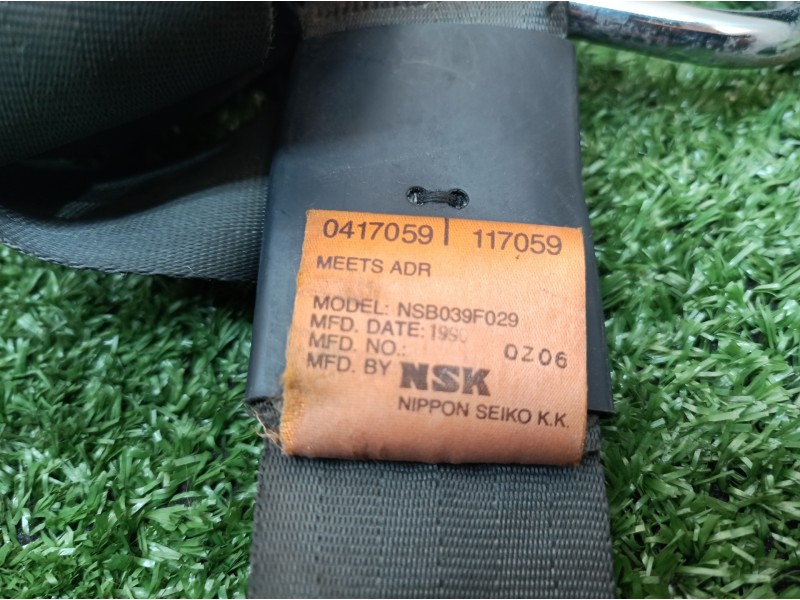 0417059 | 117059
MEETS ADR
MODEL: NSB039F029
MFD. DATE:
MFD. NO.: 0Z06
MFD. BY NSK
NIPPON SEIKO K.K.